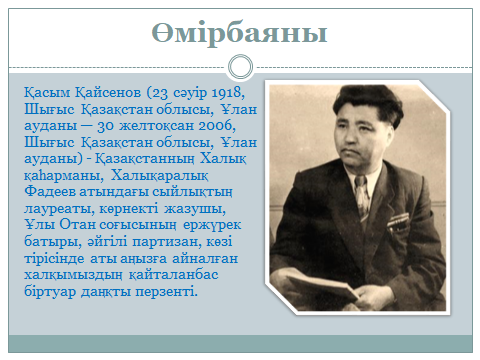 Өмірбаяны
Қасым Қайсенов (23 сәуір 1918,
Шығыс Қазақстан облысы, Ұлан
ауданы — 30 желтоқсан 2006,
Шығыс Қазақстан облысы, Ұлан
ауданы) - Қазақстанның Халық
қаһарманы, Халықаралық
Фадеев атындағы сыйлықтың
лауреаты, көрнекті жазушы,
Ұлы Отан соғысының ержүрек
батыры, әйгілі партизан, көзі
тірісінде аты аңызға айналған
халқымыздың қайталанбас
біртуар даңқты перзенті.